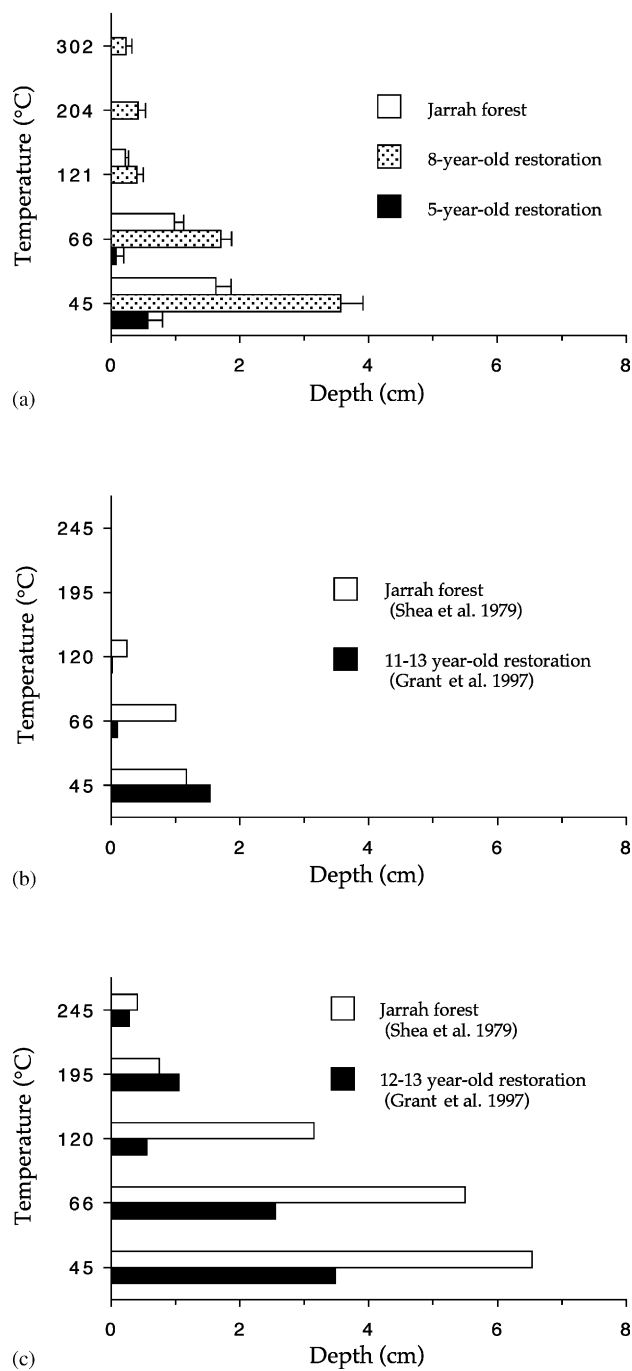 302
204
121
66
45
Temperature (°C)
Jarrah forest
8-year-old restoration
5-year-old restoration
0 2 4 6 8
Depth (cm)
(a)
245
195
120
66
45
Temperature (°C)
Jarrah forest
(Shea et al. 1979)
11-13 year-old restoration
(Grant et al. 1997)
0 2 4 6 8
Depth (cm)
(b)
245
195
120
66
45
Temperature (°C)
Jarrah forest
(Shea et al. 1979)
12-13 year-old restoration
(Grant et al. 1997)
0 2 4 6 8
Depth (cm)
(c)